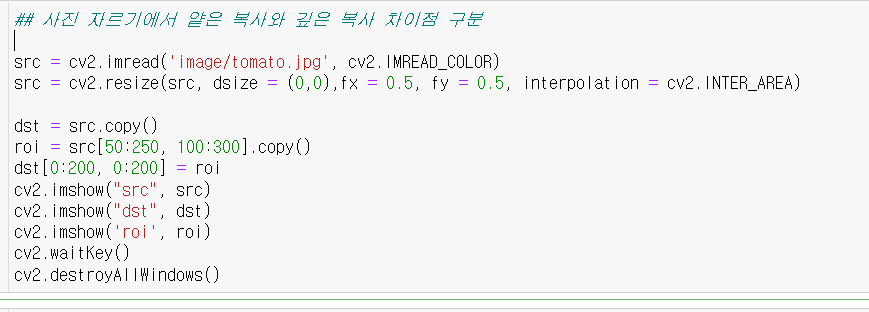 ## 사진 자르기에서 얕은 복사와 깊은 복사 차이점 구분
src = cv2.imread('image/tomato.jpg', cv2.IMREAD_COLOR)
src = cv2.resize(src, dsize = (0,0),fx = 0.5, fy = 0.5, interpolation = cv2.INTER_AREA)
dst = src.copy()
roi = src[50:250, 100:300].copy()
dst[0:200, 0:200] = roi
cv2.imshow("src", src)
cv2.imshow("dst", dst)
cv2.imshow('roi', roi)
cv2.waitKey()
cv2.destroyAllWindows()